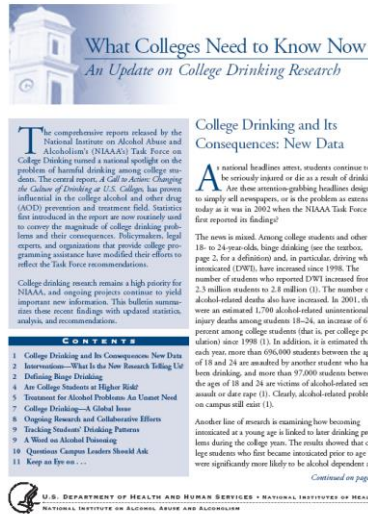 What Colleges Need to Know Now
An Update on College Drinking Research
The comprehensive reports released by the
National Institute on Alcohol Abuse and
Alcoholism's (NIAAA's) Task Force on
College Drinking turned a national spotlight on the
problem of harmful drinking among college stu-
dents. The central report, A Call to Action: Changing
the Culture of Drinking at U.S. Colleges, has proven
influential in the college alcohol and other drug
(AOD) prevention and treatment field. Statistics
first introduced in the report are now routinely used
to convey the magnitude of college drinking prob-
lems and their consequences. Policymakers, legal
experts, and organizations that provide college pro-
gramming assistance have modified their efforts to
reflect the Task Force recommendations.
College drinking research remains a high priority for
NIAAA, and ongoing projects continue to yield
important new information. This bulletin summa-
rizes these recent findings with updated statistics,
analysis, and recommendations.
CONTENTS
1 College Drinking and Its Consequences: New Data
2 Interventions—What Is the New Research Telling Us?
2 Defining Binge Drinking
4 Are College Students at Higher Risk?
5 Treatment for Alcohol Problems: An Unmet Need
7 College Drinking—A Global Issue
8 Ongoing Research and Collaborative Efforts
9 Tracking Students' Drinking Patterns
9 A Word on Alcohol Poisoning
10 Questions Campus Leaders Should Ask
11 Keep an Eye on . . .
College Drinking and Its
Consequences: New Data
As national headlines attest, students continue to
be seriously injured or die as a result of drinking.
Are these attention-grabbing headlines design
to simply sell newspapers, or is the problem as extens
today as it was in 2002 when the NIAAA Task Force
first reported its findings?
The news is mixed. Among college students and other
18- to 24-year-olds, binge drinking (see the textbox,
page 2, for a definition) and, in particular, driving wh
intoxicated (DWI), have increased since 1998. The
number of students who reported DWI increased from
2.3 million students to 2.8 million (1). The number o
alcohol-related deaths also have increased. In 2001, th
were an estimated 1,700 alcohol-related unintentional
injury deaths among students 18–24, an increase of 6
percent among college students (that is, per college po
ulation) since 1998 (1). In addition, it is estimated tha
each year, more than 696,000 students between the ag
of 18 and 24 are assaulted by another student who ha
been drinking, and more than 97,000 students betwe
the ages of 18 and 24 are victims of alcohol-related sex
assault or date rape (1). Clearly, alcohol-related proble
on campus still exist (1).
Another line of research is examining how becoming
intoxicated at a young age is linked to later drinking pr
lems during the college years. The results showed that c
lege students who first became intoxicated prior to age
were significantly more likely to be alcohol dependent a
Continued on page
U.S. DEPARTMENT OF HEALTH AND HUMAN SERVICES • NATIONAL INSTITUTES OF HEAL
NATIONAL INSTITUTE ON ALCOHOL ABUSE AND ALCOHOLISM